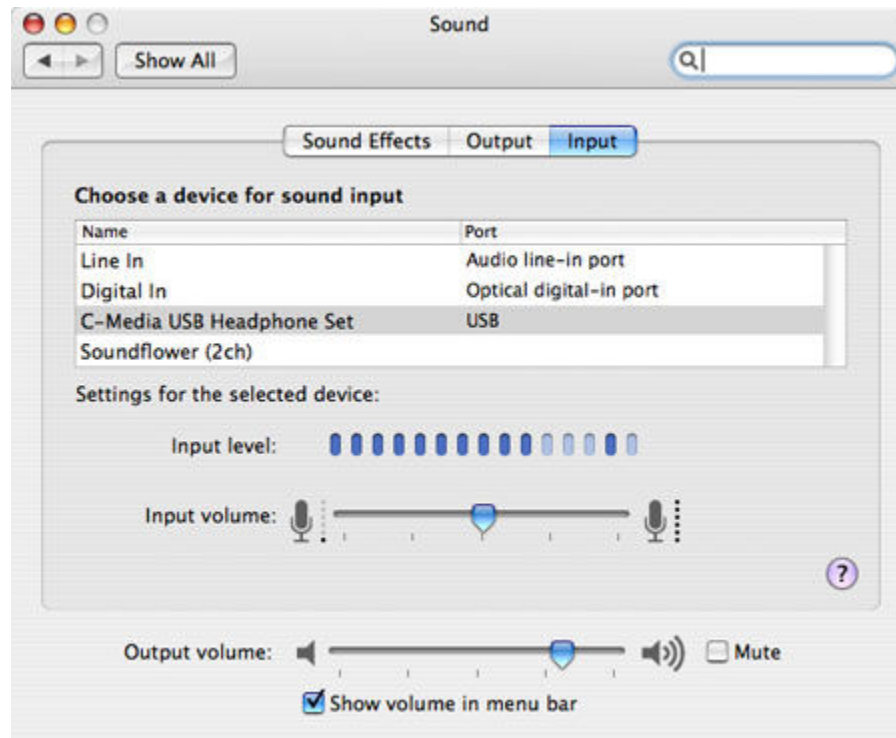 Sound
Show All
Sound Effects Output Input
Choose a device for sound input
Name Port
Line In Audio line-in port
Digital In Optical digital-in port
C-Media USB Headphone Set USB
Soundflower (2ch)
Settings for the selected device:
Input level:
Input volume:
?
Output volume: Mute
Show volume in menu bar